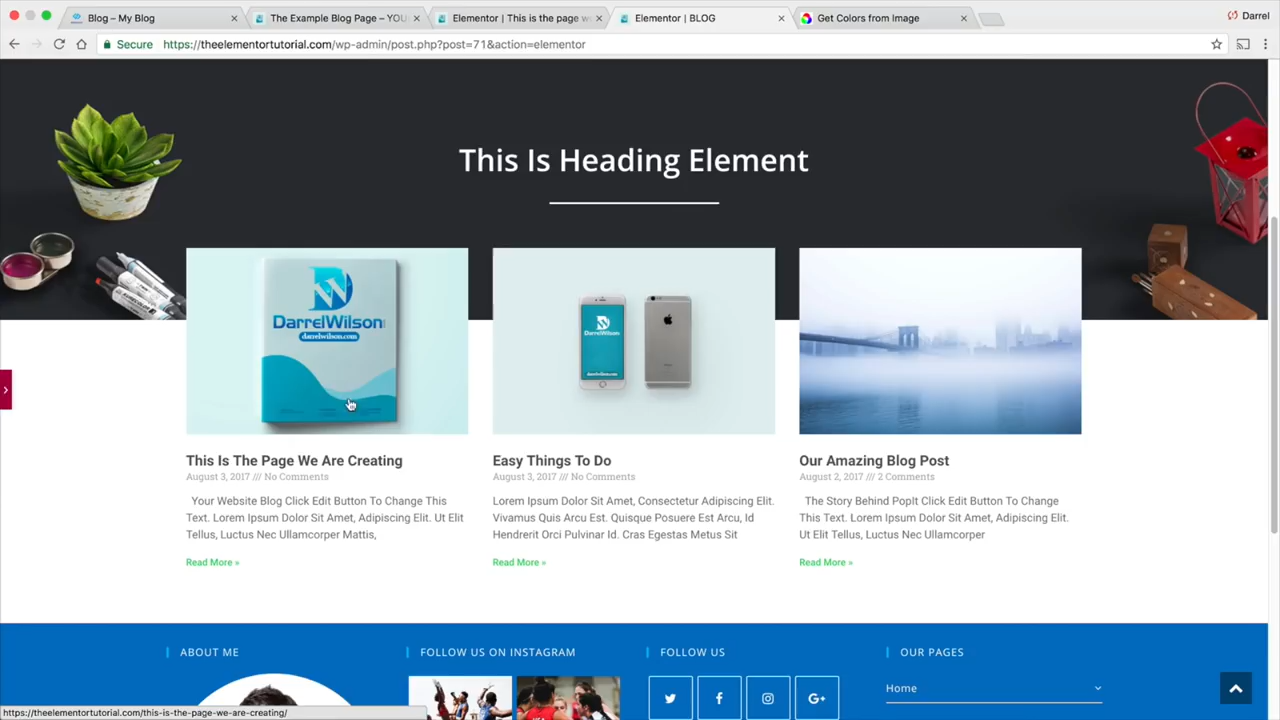 Blog – My Blog
The Example Blog Page – YOU
Elementor | This is the page w
Elementor | BLOG
Get Colors from Image
Darrel
Secure
https://theelementortutorial.com/wp-admin/post.php?post=71&action=elementor
This Is Heading Element
DarrelWilson
darrelwilson.com
DarrelWilson
darrelwilson.com
This Is The Page We Are Creating
August 3, 2017 /// No Comments
Your Website Blog Click Edit Button To Change This
Text. Lorem Ipsum Dolor Sit Amet, Adipiscing Elit. Ut Elit
Tellus, Luctus Nec Ullamcorper Mattis,
Read More »
Easy Things To Do
August 3, 2017 /// No Comments
Lorem Ipsum Dolor Sit Amet, Consectetur Adipiscing Elit.
Vivamus Quis Arcu Est. Quisque Posuere Est Arcu, Id
Hendrerit Orci Pulvinar Id. Cras Egestas Metus Sit
Read More »
Our Amazing Blog Post
August 2, 2017 /// 2 Comments
The Story Behind PopIt Click Edit Button To Change
This Text. Lorem Ipsum Dolor Sit Amet, Adipiscing Elit.
Ut Elit Tellus, Luctus Nec Ullamcorper
Read More »
ABOUT ME
FOLLOW US ON INSTAGRAM
FOLLOW US
OUR PAGES
Home
https://theelementortutorial.com/this-is-the-page-we-are-creating/